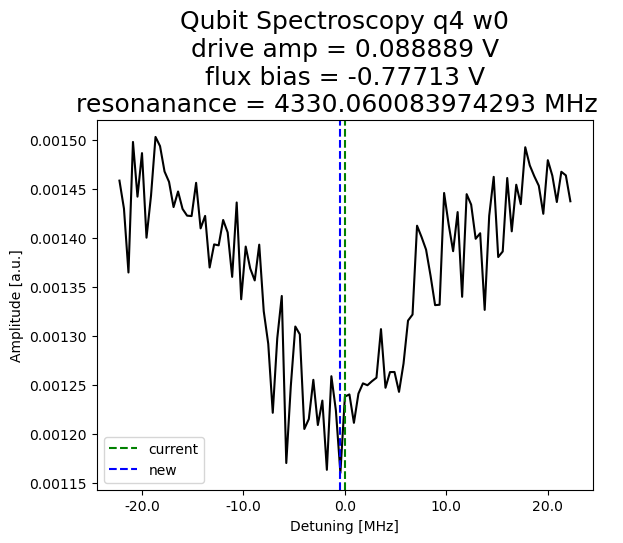 Qubit Spectroscopy q4 w0
drive amp = 0.088889 V
flux bias = -0.77713 V
resonanance = 4330.060083974293 MHz
0.00150
0.00145
0.00140
0.00135
0.00130
0.00125
0.00120
0.00115
Amplitude [a.u.]
current
new
-20.0
-10.0
0.0
10.0
20.0
Detuning [MHz]